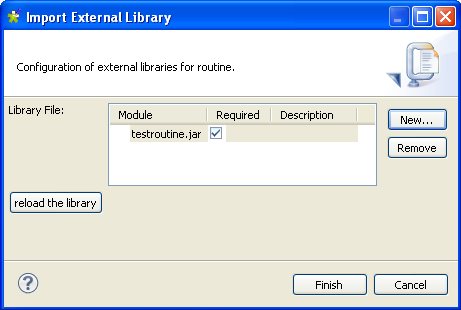 Import External Library
Configuration of external libraries for routine.
Library File:
Module Required Description
testroutine.jar
New...
Remove
reload the library
?
Finish Cancel